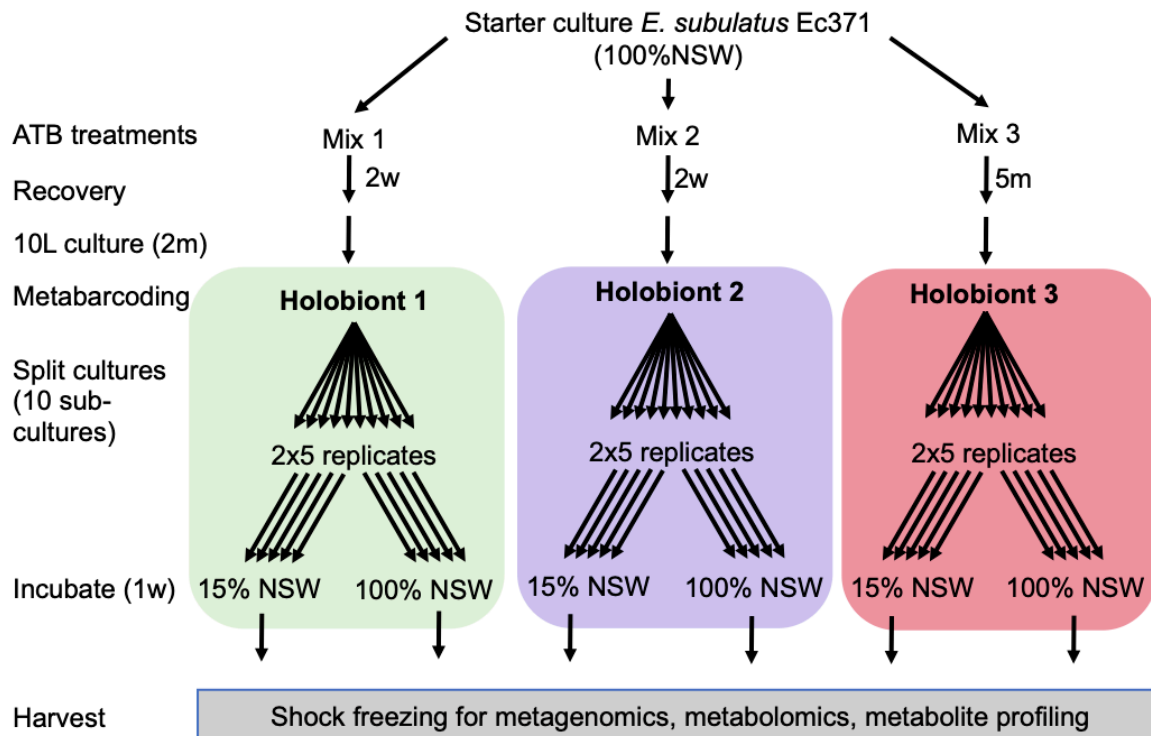 Starter culture E. subulatus Ec371
(100%NSW)
ATB treatments
Mix 1
Mix 2
Mix 3
Recovery
2w
2w
5m
10L culture (2m)
Metabarcoding
Holobiont 1
Holobiont 2
Holobiont 3
Split cultures
(10 sub-
cultures)
2x5 replicates
2x5 replicates
2x5 replicates
Incubate (1w)
15% NSW
100% NSW
15% NSW
100% NSW
15% NSW
100% NSW
Harvest
Shock freezing for metagenomics, metabolomics, metabolite profiling